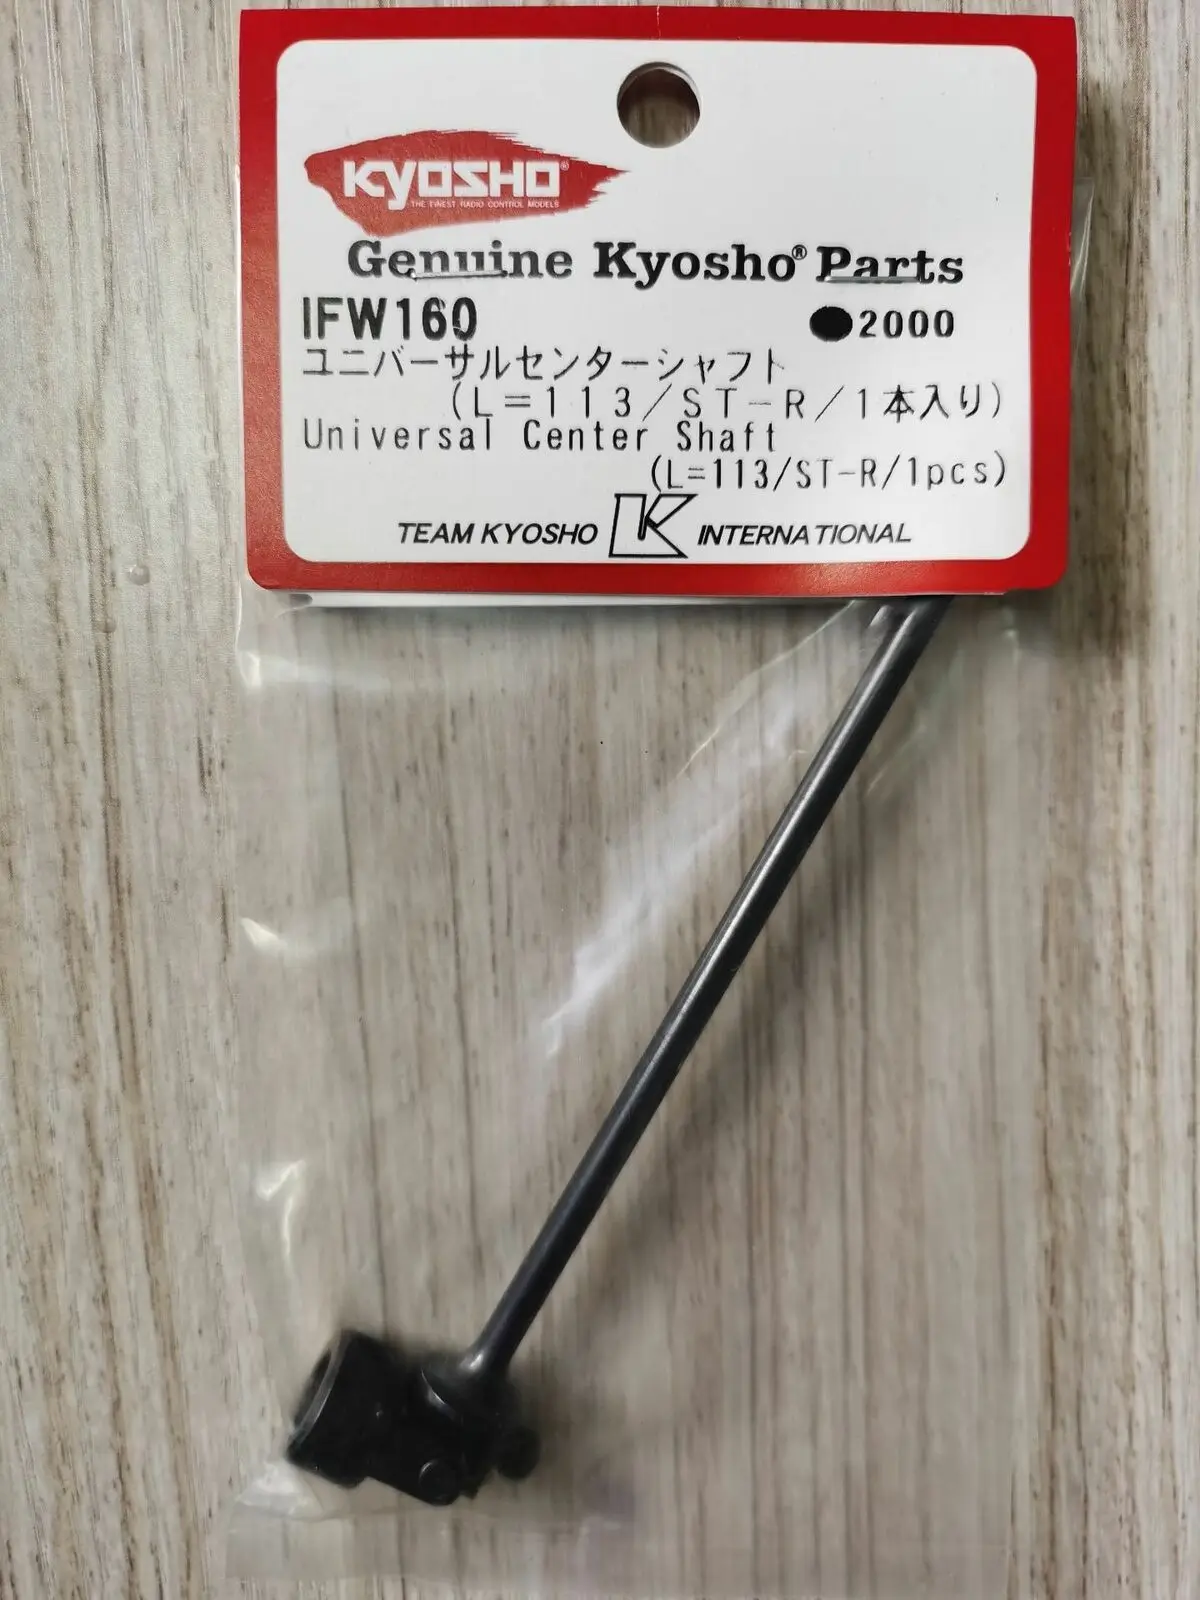 KYOSHO®
THE FINEST RADIO CONTROL MODELS
Genuine Kyosho® Parts
IFW160 ●2000
ユニバーサルセンターシャフト
(L=113/ST-R/1本入り)
Universal Center Shaft
(L=113/ST-R/1pcs)
TEAM KYOSHO K INTERNATIONAL